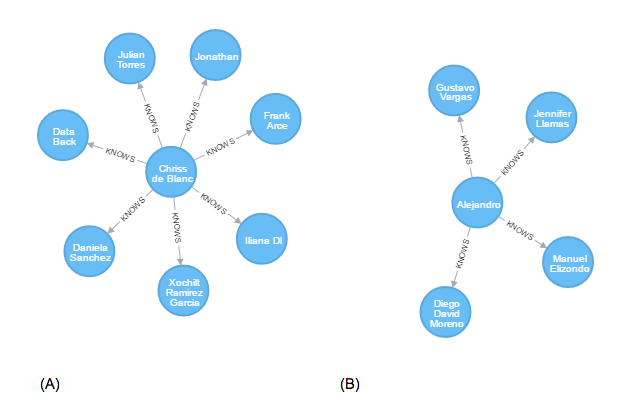 Julian
Torres
Jonathan
Frank
Arce
Data
Back
Chriss
de Blanc
Daniela
Sanchez
Xochilt
Ramirez
Garcia
Iliana DI
KNOWS
KNOWS
KNOWS
KNOWS
KNOWS
KNOWS
KNOWS
(A)
Gustavo
Vargas
Jennifer
Llamas
Alejandro
Manuel
Elizondo
Diego
David
Moreno
KNOWS
KNOWS
KNOWS
KNOWS
(B)